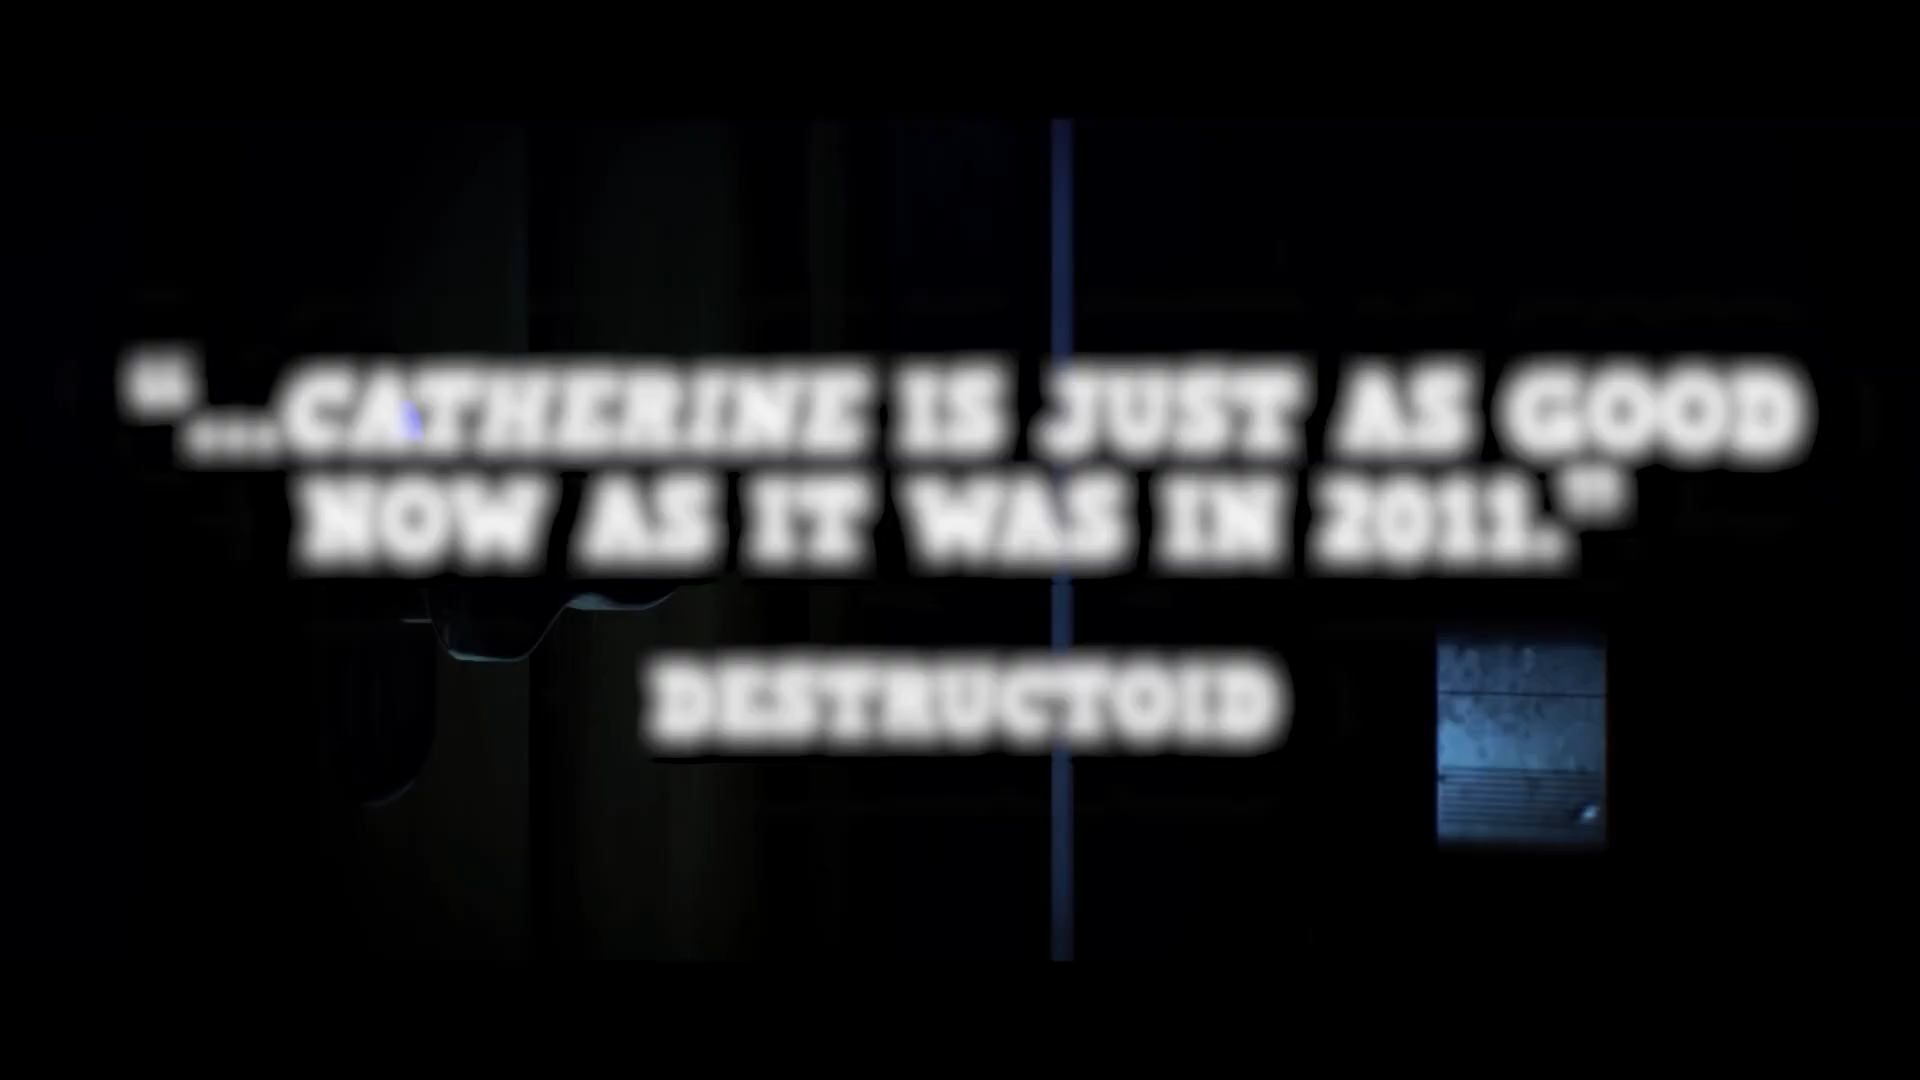 “...CATHERINE IS JUST AS GOOD
NOW AS IT WAS IN 2011.”
DESTRUCTOID